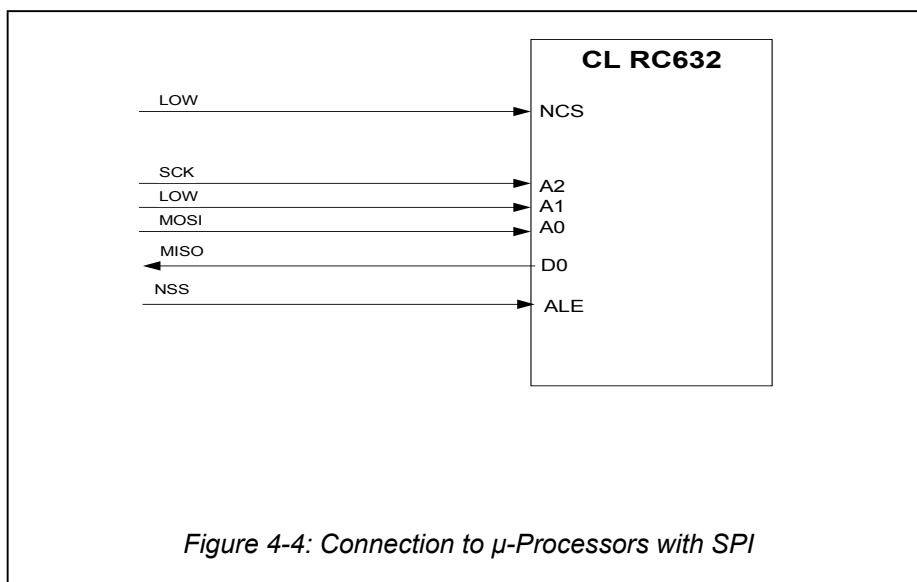 CL RC632
LOW
NCS
SCK
A2
LOW
A1
MOSI
A0
MISO
D0
NSS
ALE
Figure 4-4: Connection to µ-Processors with SPI